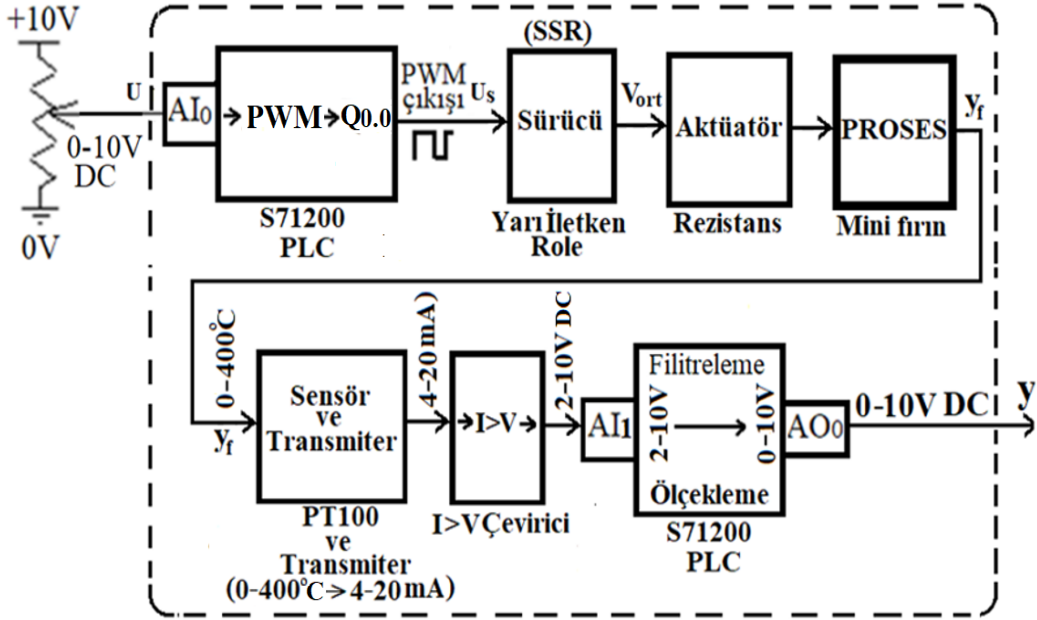 +10V
U
0-10V
DC
0V
AI0
PWM
Q0.0
S71200
PLC
PWM
çıkışı
Us
(SSR)
Sürücü
Yarı İletken
Role
Vort
Aktüatör
Rezistans
PROSES
Mini fırın
yf
0-400°C
yf
Sensör
ve
Transmiter
PT100
ve
Transmiter
(0-400°C→4-20mA)
4-20mA)
→I>V→
I>VÇevirici
2-10V DC
AI1
Filitreleme
2-10V
0-10V
Ölçekleme
S71200
PLC
AO0
0-10V DC
y